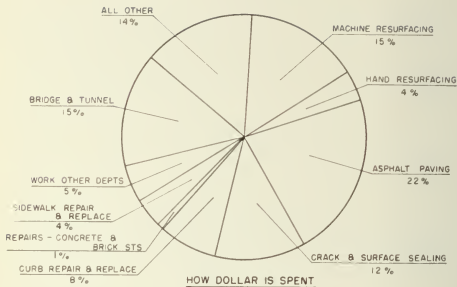 ALL OTHER
14%
MACHINE RESURFACING
15%
HAND RESURFACING
4%
BRIDGE & TUNNEL
15%
ASPHALT PAVING
22%
WORK OTHER DEPTS
5%
SIDEWALK REPAIR
& REPLACE
4%
REPAIRS - CONCRETE &
BRICK STS
1%
CURB REPAIR & REPLACE
8%
CRACK & SURFACE SEALING
12%
HOW DOLLAR IS SPENT